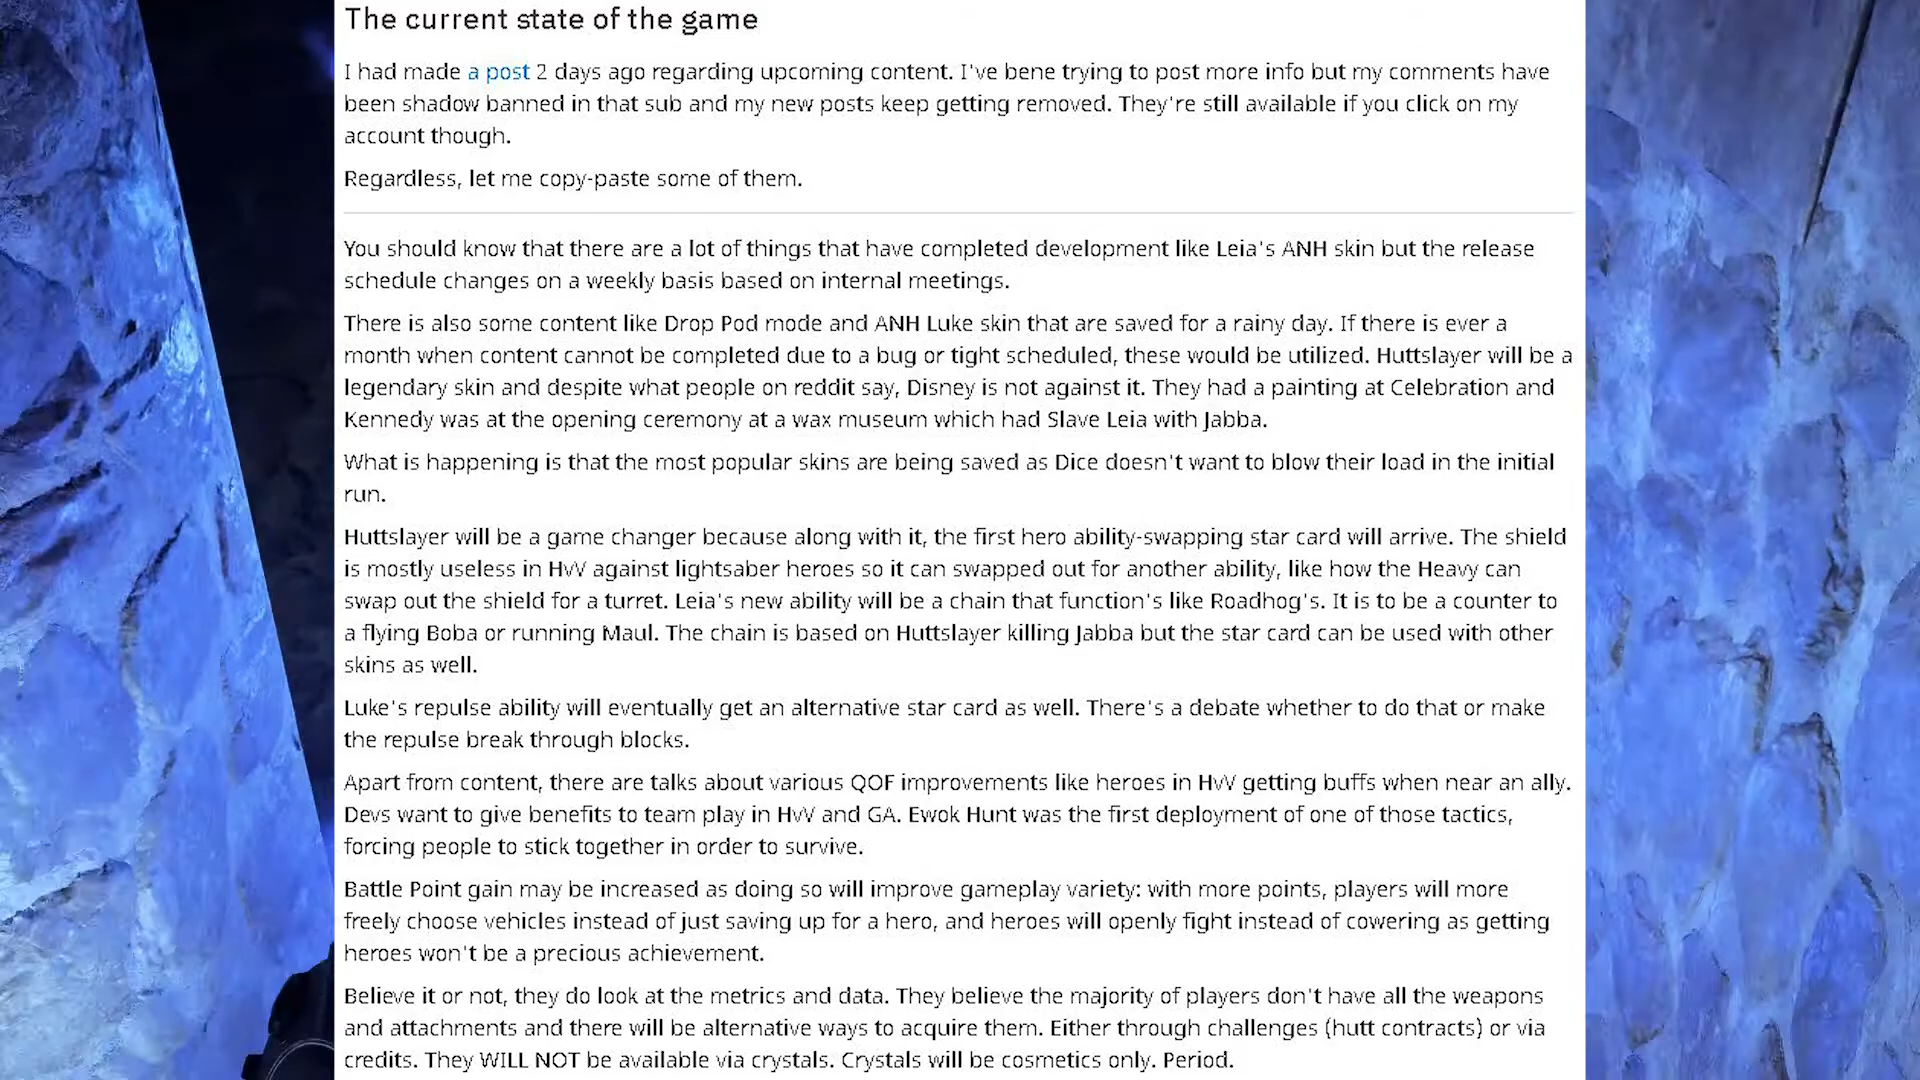 The current state of the game
I had made a post 2 days ago regarding upcoming content. I've bene trying to post more info but my comments have
been shadow banned in that sub and my new posts keep getting removed. They're still available if you click on my
account though.
Regardless, let me copy-paste some of them.
You should know that there are a lot of things that have completed development like Leia's ANH skin but the release
schedule changes on a weekly basis based on internal meetings.
There is also some content like Drop Pod mode and ANH Luke skin that are saved for a rainy day. If there is ever a
month when content cannot be completed due to a bug or tight scheduled, these would be utilized. Huttslayer will be a
legendary skin and despite what people on reddit say, Disney is not against it. They had a painting at Celebration and
Kennedy was at the opening ceremony at a wax museum which had Slave Leia with Jabba.
What is happening is that the most popular skins are being saved as Dice doesn't want to blow their load in the initial
run.
Huttslayer will be a game changer because along with it, the first hero ability-swapping star card will arrive. The shield
is mostly useless in HvV against lightsaber heroes so it can swapped out for another ability, like how the Heavy can
swap out the shield for a turret. Leia's new ability will be a chain that function's like Roadhog's. It is to be a counter to
a flying Boba or running Maul. The chain is based on Huttslayer killing Jabba but the star card can be used with other
skins as well.
Luke's repulse ability will eventually get an alternative star card as well. There's a debate whether to do that or make
the repulse break through blocks.
Apart from content, there are talks about various QOF improvements like heroes in HvV getting buffs when near an ally.
Devs want to give benefits to team play in HvV and GA. Ewok Hunt was the first deployment of one of those tactics,
forcing people to stick together in order to survive.
Battle Point gain may be increased as doing so will improve gameplay variety: with more points, players will more
freely choose vehicles instead of just saving up for a hero, and heroes will openly fight instead of cowering as getting
heroes won't be a precious achievement.
Believe it or not, they do look at the metrics and data. They believe the majority of players don't have all the weapons
and attachments and there will be alternative ways to acquire them. Either through challenges (hutt contracts) or via
credits. They WILL NOT be available via crystals. Crystals will be cosmetics only. Period.